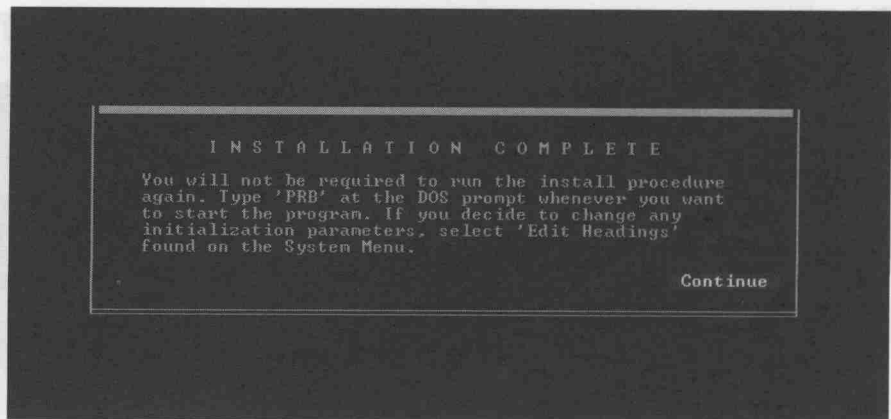 INSTALLATION COMPLETE
You will not be required to run the install procedure
again. Type 'PRB' at the DOS prompt whenever you want
to start the program. If you decide to change any
initialization parameters, select 'Edit Headings'
found on the System Menu.
Continue